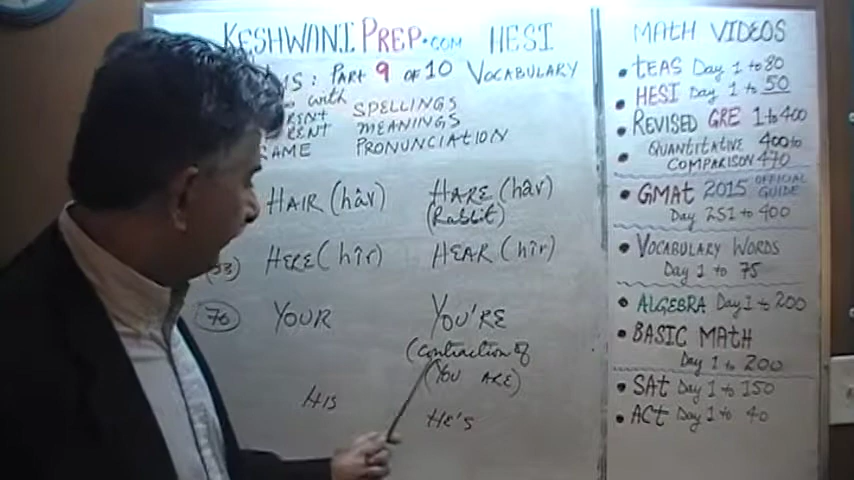 KESHWANI PREP.COM HESI
MS: PART 9 OF 10 VOCABULARY
with SPELLINGS
RENT MEANINGS
SAME PRONUNCIATION
HAIR (hâv) HARE (hâv)
(Rabbit)
33) HERE (hîr) HEAR (hîr)
76 YOUR YOU'RE
(contraction of
(YOU ARE)
HIS HE'S
MATH VIDEOS
• TEAS Day 1 to 80
• HESI Day 1 to 50
• REVISED GRE 1 to 400
• QUANTITATIVE 400 to
COMPARISON 470
• GMAT 2015 OFFICIAL GUIDE
Day 251 to 400
• VOCABULARY WORDS
Day 1 to 75
• ALGEBRA Day 1 to 200
• BASIC MATH
Day 1 to 200
• SAT Day 1 to 150
• ACT Day 1 to 40